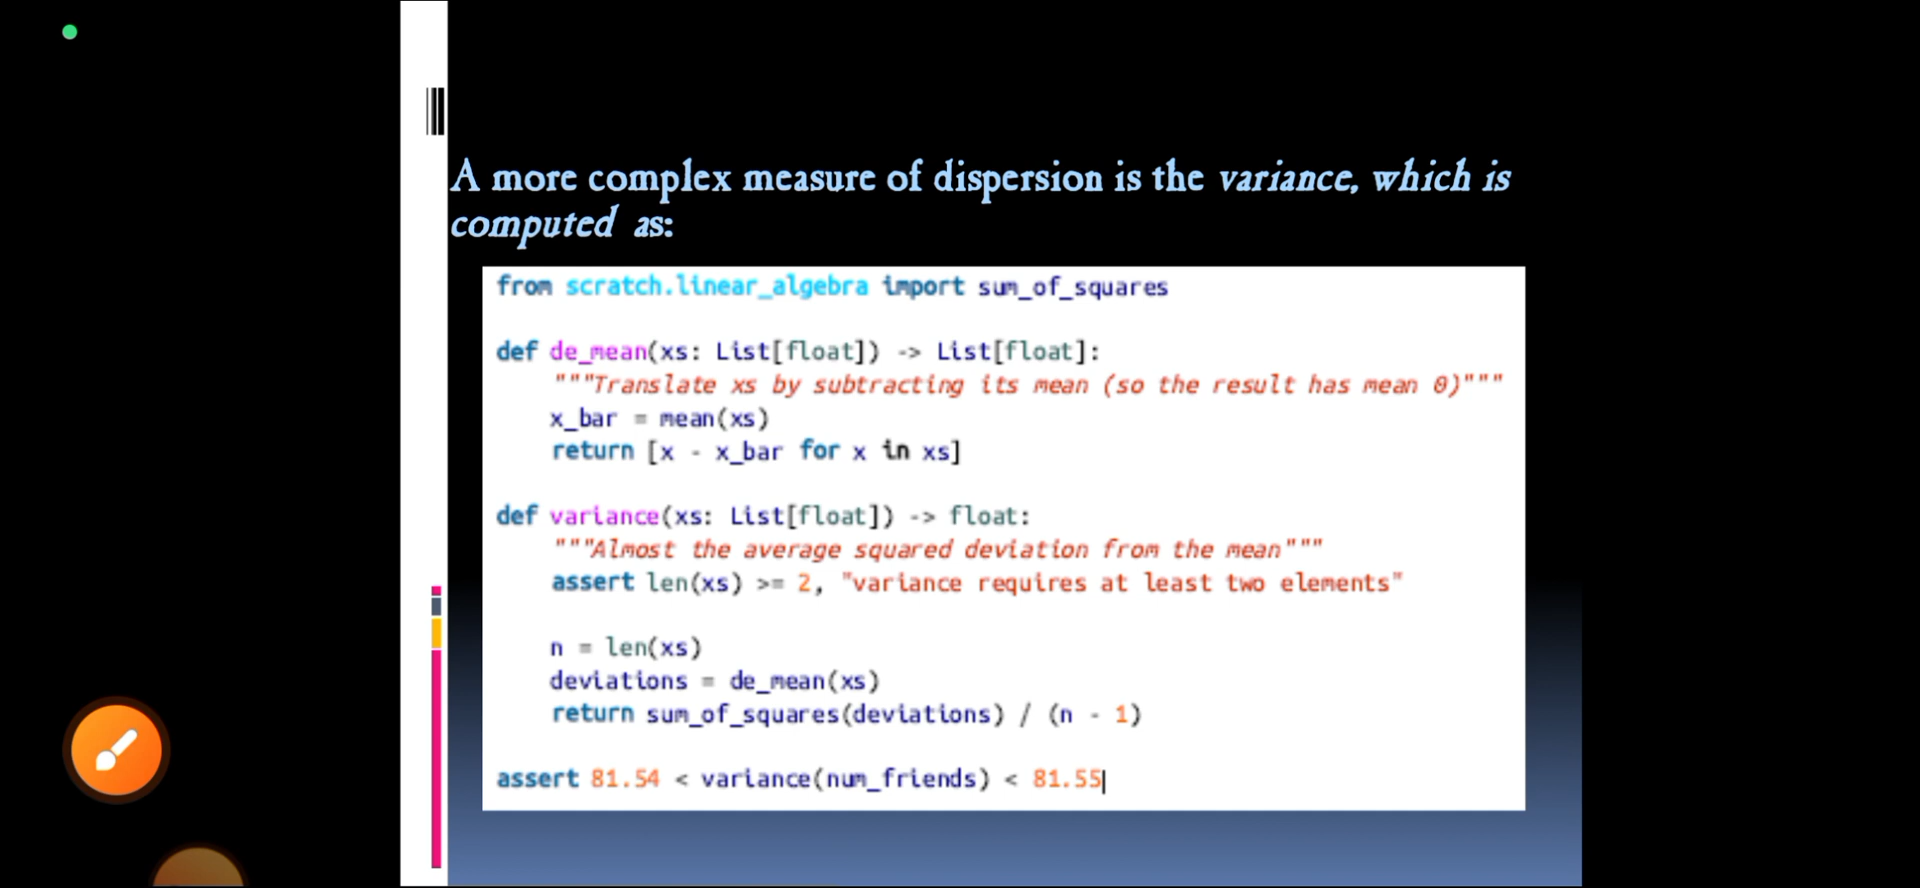 A more complex measure of dispersion is the variance, which is
computed as:
from scratch.linear_algebra import sum_of_squares
def de_mean(xs: List[float]) -> List[float]:
    """Translate xs by subtracting its mean (so the result has mean 0)"""
    x_bar = mean(xs)
    return [x - x_bar for x in xs]
def variance(xs: List[float]) -> float:
    """Almost the average squared deviation from the mean"""
    assert len(xs) >= 2, "variance requires at least two elements"
    n = len(xs)
    deviations = de_mean(xs)
    return sum_of_squares(deviations) / (n - 1)
assert 81.54 < variance(num_friends) < 81.55